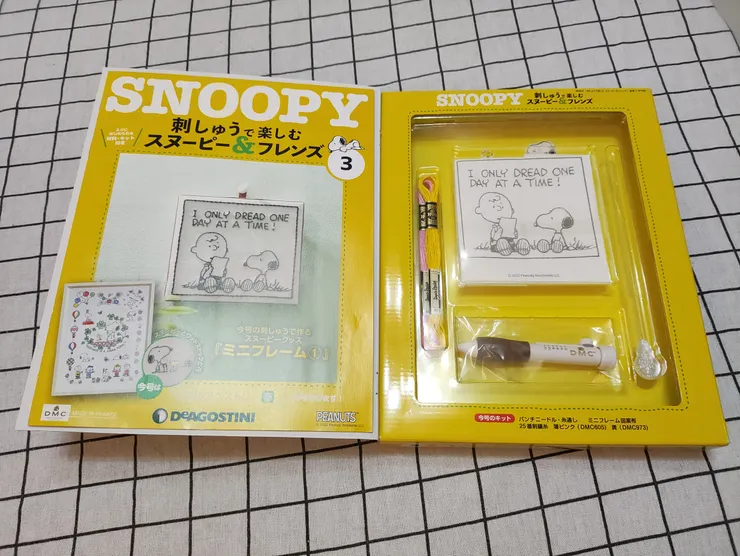 SNOOPY
刺しゅうで楽しむ
スヌーピー&フレンズ
3
I ONLY DREAD ONE
DAY AT A TIME!
今号の刺しゅうで作る
スヌーピーグッズ
『ミニフレーム①』
今号は
DMC
DeAGOSTINI
PEANUTS
SNOOPY
刺しゅうで楽しむ
スヌーピー&フレンズ
I ONLY DREAD ONE
DAY AT A TIME!
DMC
今号のキット
パンチニードル・糸通し ミニフレーム図案布
25番刺繍糸 薄ピンク(DMC605) 黄(DMC973)